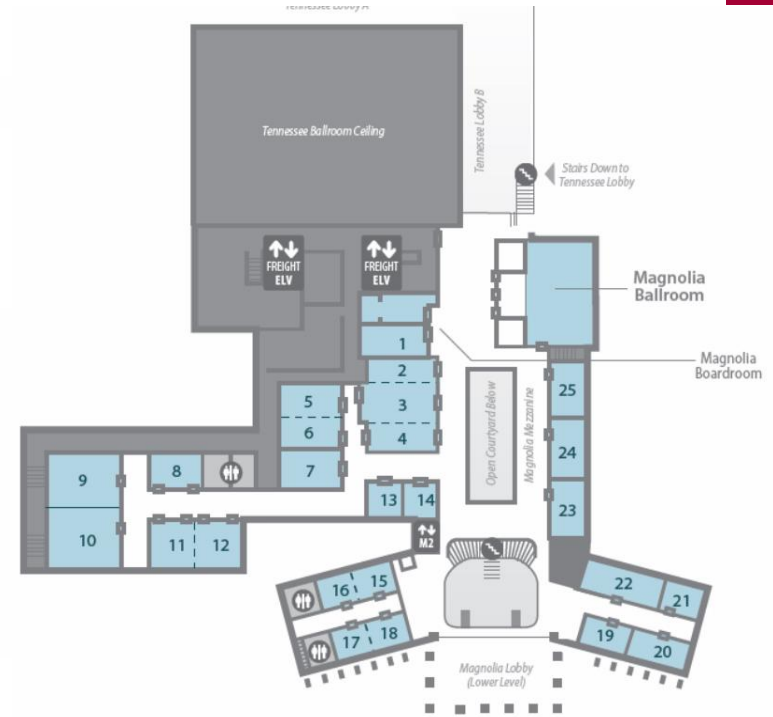 Tennessee Lobby A
Tennessee Ballroom Ceiling
Tennessee Lobby B
Stairs Down to
Tennessee Lobby
FREIGHT
ELV
FREIGHT
ELV
Magnolia
Ballroom
1
Magnolia
Boardroom
2
3
4
5
6
7
25
24
23
Open Courtyard Below
Magnolia Mezzanine
8
9
10
11
12
13
14
M2
15
16
17
18
22
21
19
20
Magnolia Lobby
(Lower Level)